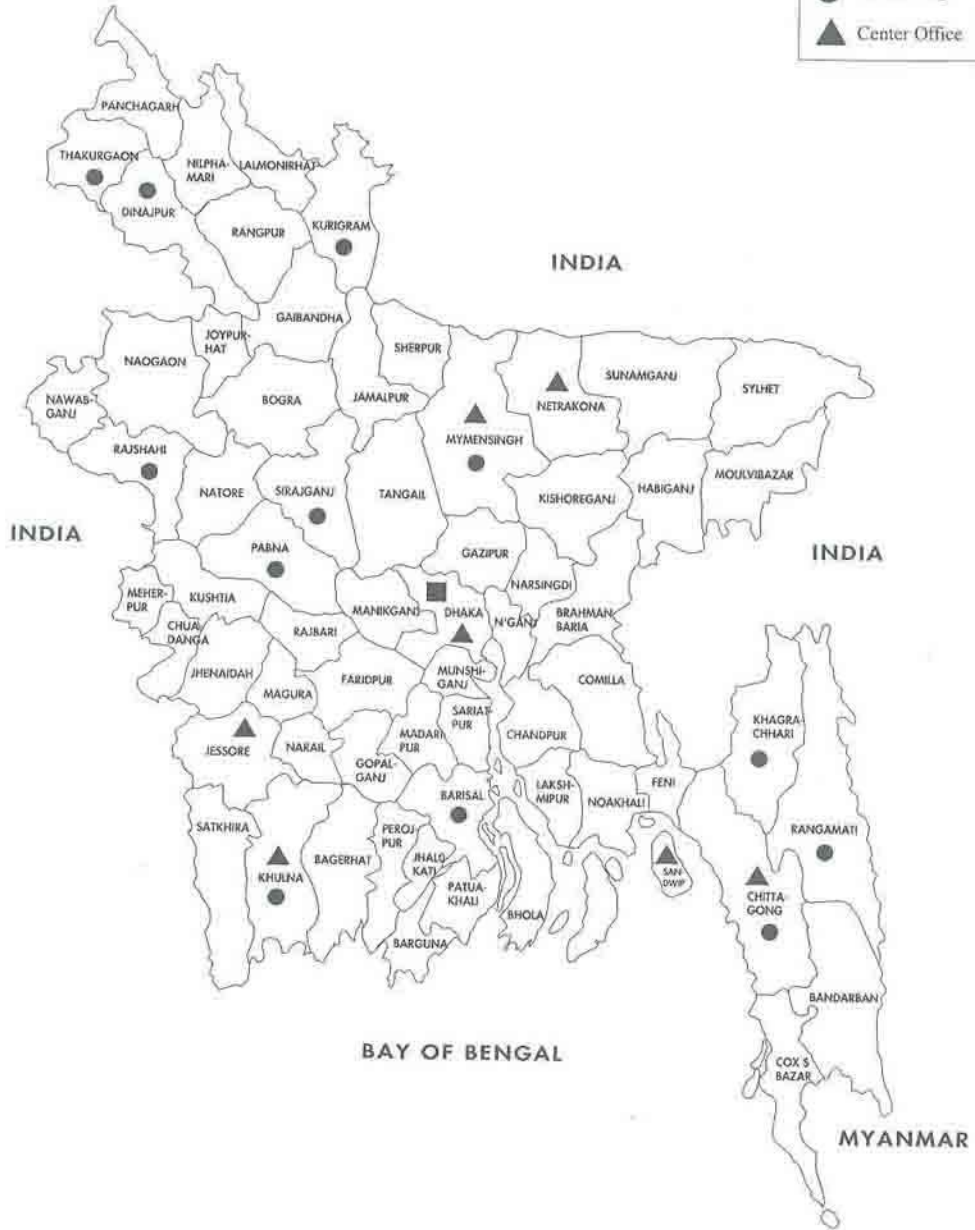 Center Office
PANCHAGARH
THAKURGAON
NILPHA-
MARI
LALMONIRHAT
DINAJPUR
RANGPUR
KURIGRAM
INDIA
GAIBANDHA
JOYPUR-
HAT
SHERPUR
NAOGAON
SUNAMGANJ
SYLHET
NAWAB-
GANJ
BOGRA
JAMALPUR
NETRAKONA
MYMENSINGH
RAJSHAHI
NATORE
SIRAJGANJ
TANGAIL
KISHOREGANJ
HABIGANJ
MOULVIBAZAR
INDIA
PABNA
GAZIPUR
INDIA
MEHER-
PUR
KUSHTIA
MANIKGANJ
DHAKA
NARSINGDI
N'GANJ
BRAHMAN
BARIA
CHUA
DANGA
RAJBARI
JHENAIDAH
MAGURA
FARIDPUR
MUNSHI-
GANJ
COMILLA
SARIAT-
PUR
KHAGRA-
CHHARI
JESSORE
NARAIL
GOPAL-
GANJ
MADARI
PUR
CHANDPUR
LAKSH-
MIPUR
NOAKHALI
FENI
BARISAL
SATKHIRA
BAGERHAT
PEROJ-
PUR
RANGAMATI
KHULNA
JHALO
KATI
PATUA-
KHALI
BHOLA
SAN-
DWIP
CHITTA-
GONG
BARGUNA
BANDARBAN
BAY OF BENGAL
COX S
BAZAR
MYANMAR